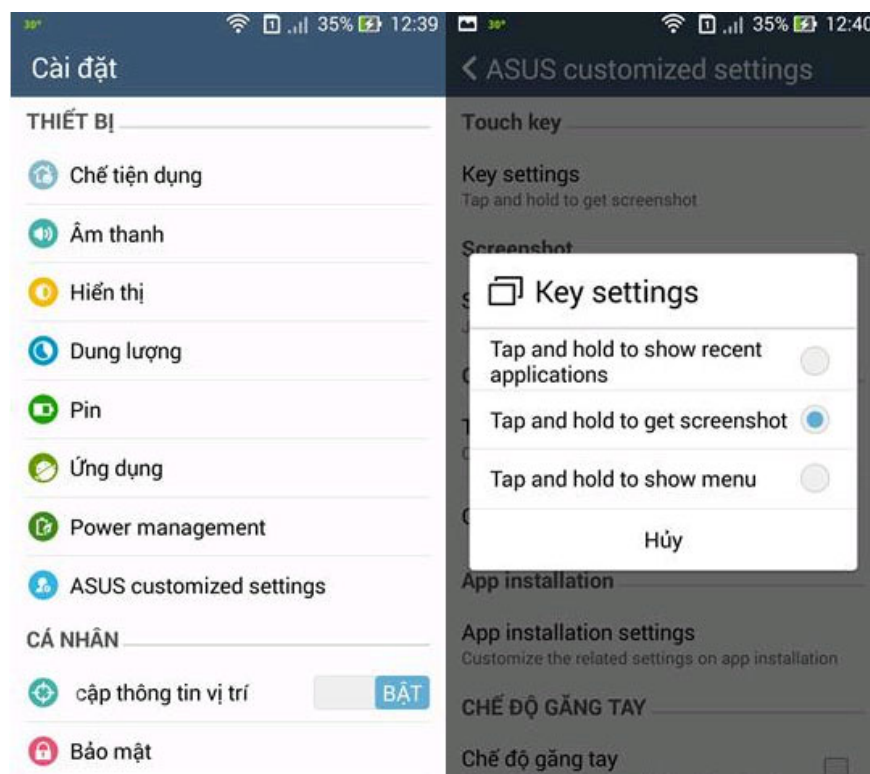 30°
1
35%
12:39
Cài đặt
THIẾT BỊ
Chế tiện dụng
Âm thanh
Hiển thị
Dung lượng
Pin
Ứng dụng
Power management
ASUS customized settings
CÁ NHÂN
cập thông tin vị trí
BẬT
Bảo mật
30°
1
35%
12:40
ASUS customized settings
Touch key
Key settings
Tap and hold to get screenshot
Screenshot
Key settings
Tap and hold to show recent
applications
Tap and hold to get screenshot
Tap and hold to show menu
Hủy
App installation
App installation settings
Customize the related settings on app installation
CHẾ ĐỘ GĂNG TAY
Chế độ găng tay